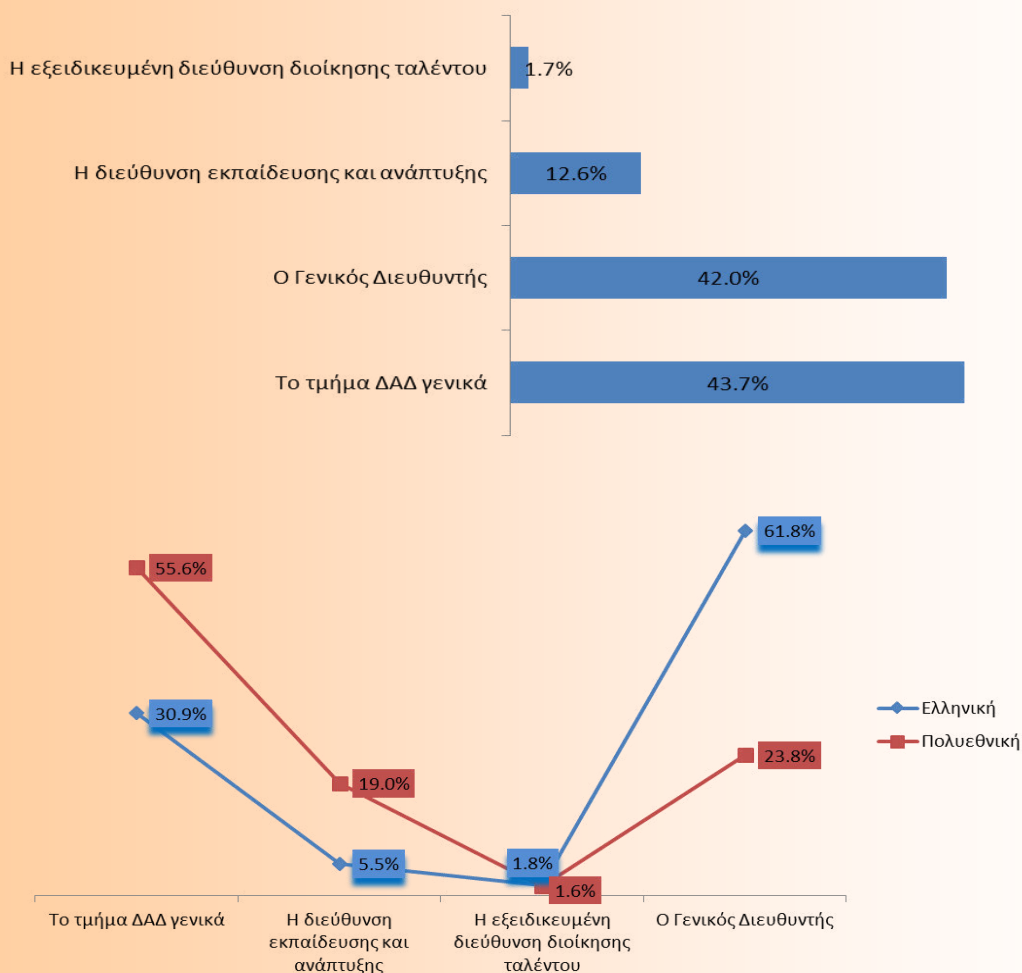 Η εξειδικευμένη διεύθυνση διοίκησης ταλέντου
1.7%
Η διεύθυνση εκπαίδευσης και ανάπτυξης
12.6%
Ο Γενικός Διευθυντής
42.0%
Το τμήμα ΔΑΔ γενικά
43.7%
61.8%
55.6%
30.9%
Ελληνική
Πολυεθνική
23.8%
19.0%
5.5%
1.8%
1.6%
Το τμήμα ΔΑΔ γενικά
Η διεύθυνση
εκπαίδευσης και
ανάπτυξης
Η εξειδικευμένη
διεύθυνση διοίκησης
ταλέντου
Ο Γενικός Διευθυντής